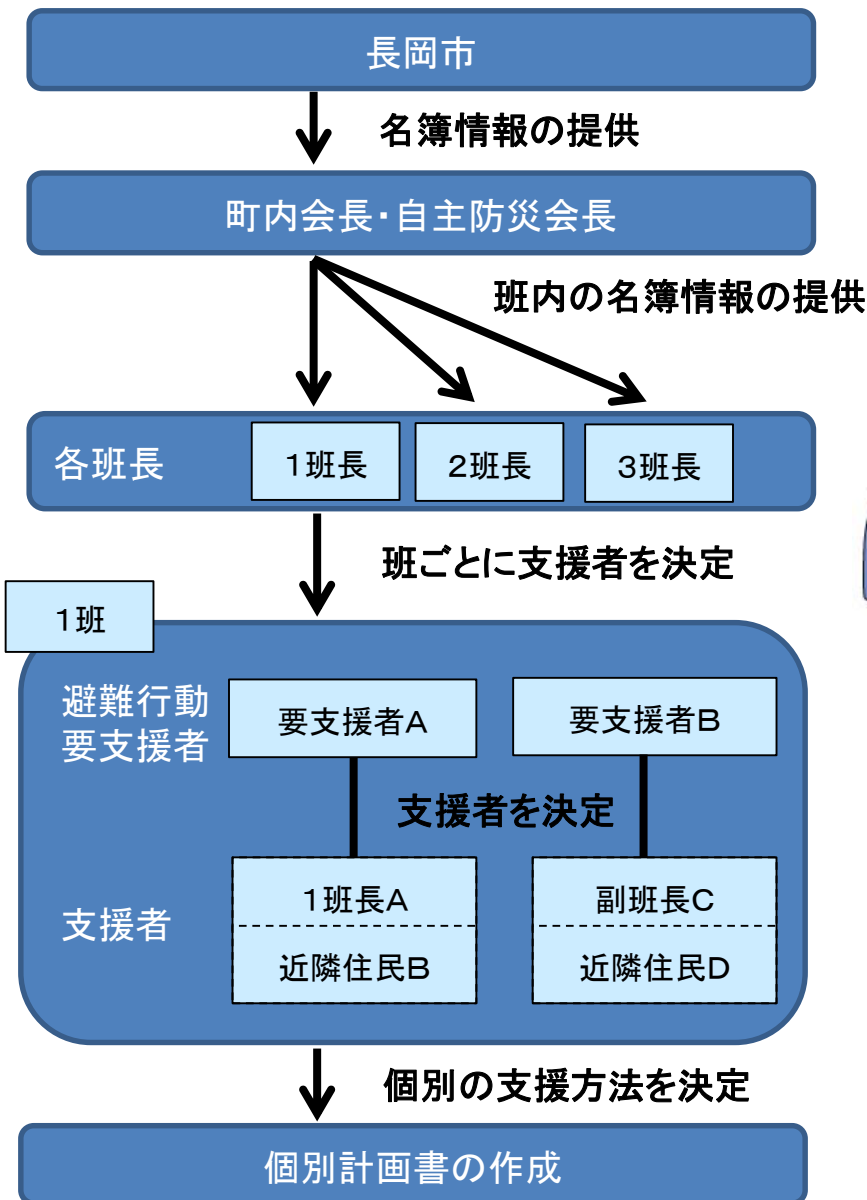 長岡市
名簿情報の提供
町内会長・自主防災会長
班内の名簿情報の提供
各班長
1班長
2班長
3班長
班ごとに支援者を決定
1班
避難行動
要支援者
要支援者A
要支援者B
支援者を決定
支援者
1班長A
近隣住民B
副班長C
近隣住民D
個別の支援方法を決定
個別計画書の作成